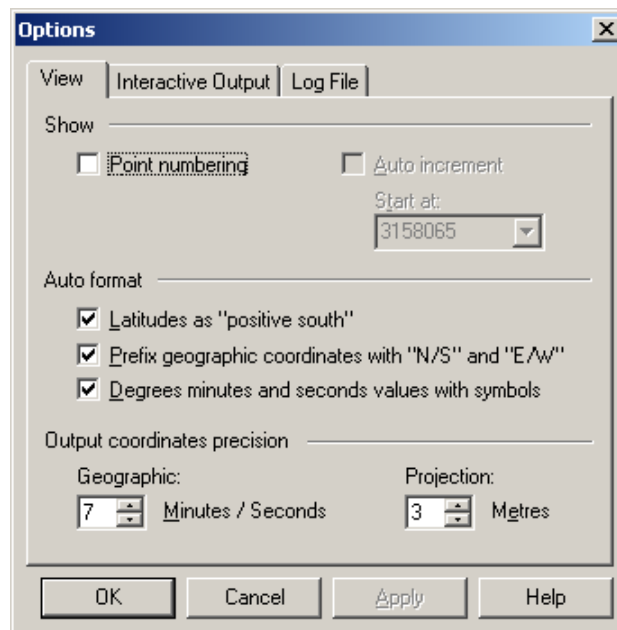 Options
View Interactive Output Log File
Show
Point numbering Auto increment
Start at:
3158065
Auto format
Latitudes as "positive south"
Prefix geographic coordinates with "N/S" and "E/W"
Degrees minutes and seconds values with symbols
Output coordinates precision
Geographic: Projection:
7 Minutes / Seconds 3 Metres
OK Cancel Apply Help